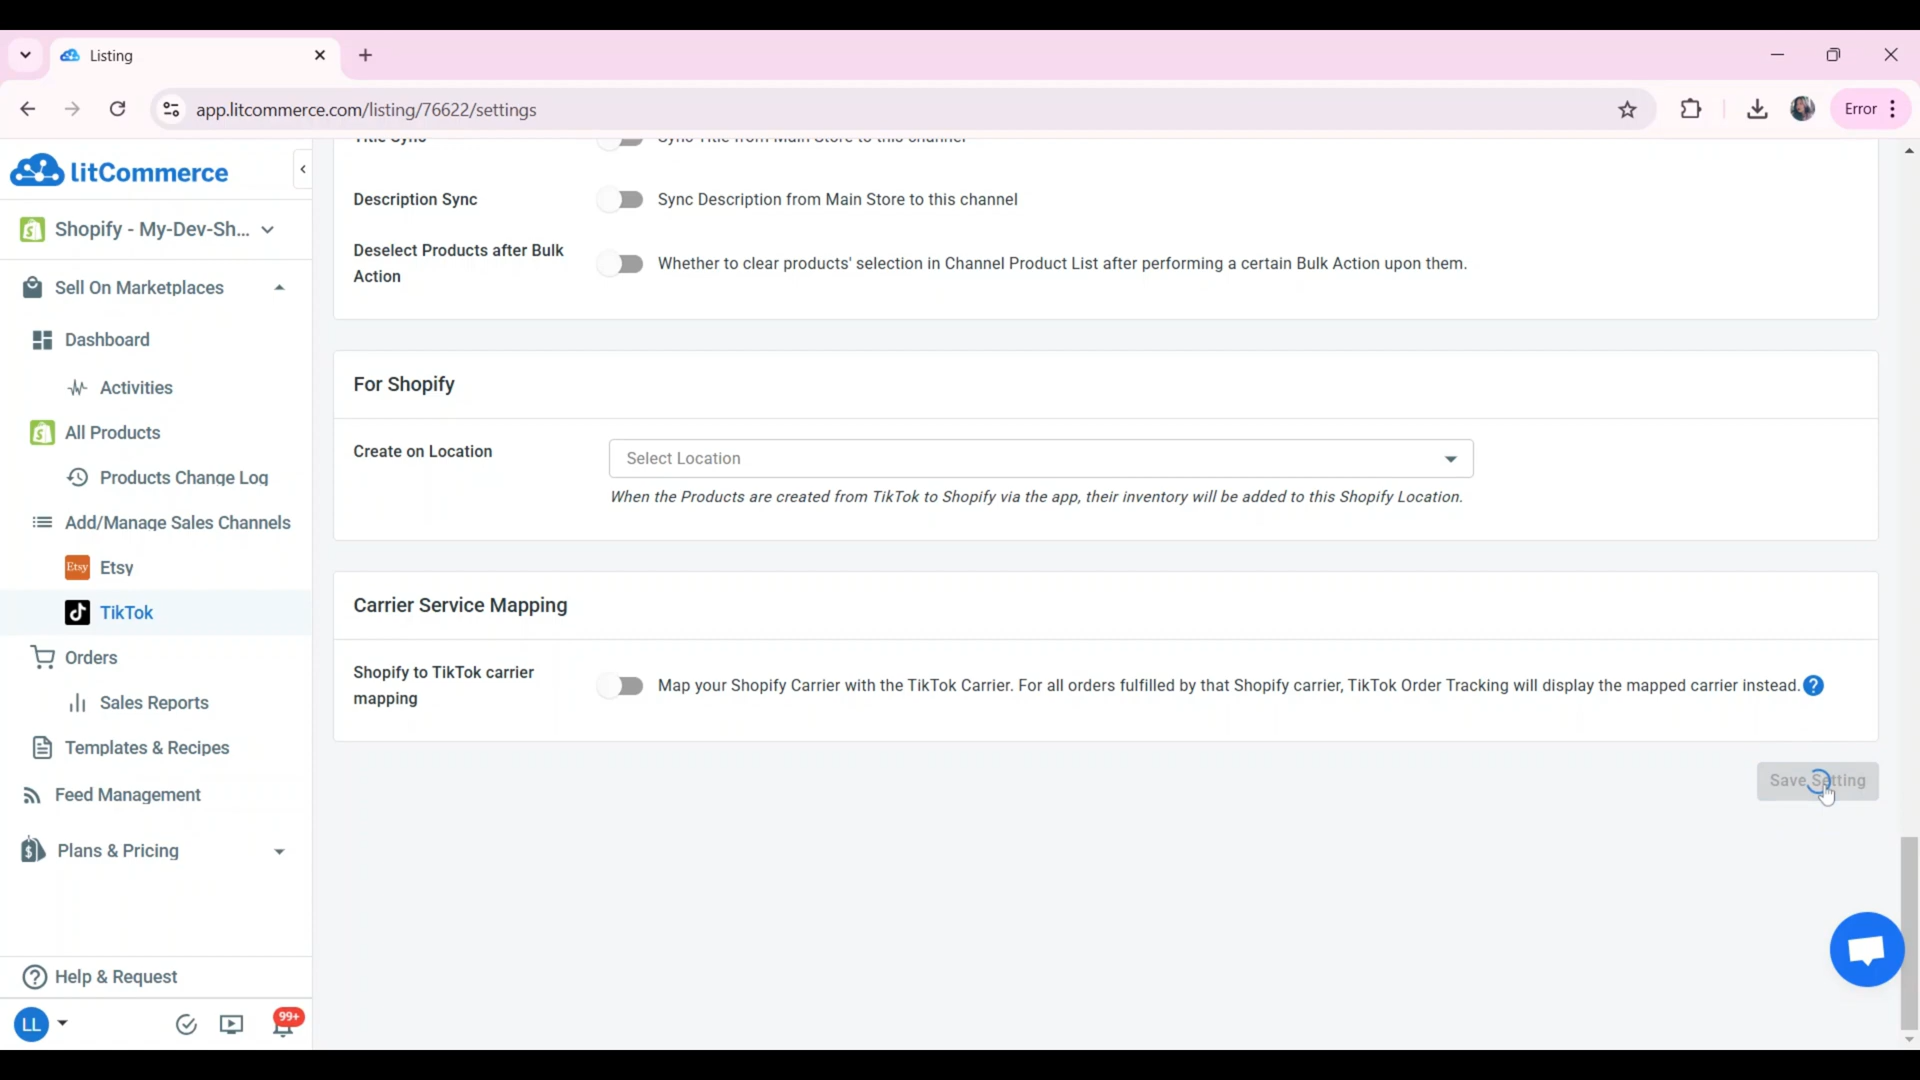 Listing
app.litcommerce.com/listing/76622/settings
Error
litCommerce
Shopify - My-Dev-Sh...
Sell On Marketplaces
Dashboard
Activities
All Products
Products Change Log
Add/Manage Sales Channels
Etsy
Etsy
TikTok
Orders
Sales Reports
Templates & Recipes
Feed Management
Plans & Pricing
Help & Request
LL
99+
Title Sync
Sync Title from Main Store to this channel
Description Sync
Sync Description from Main Store to this channel
Deselect Products after Bulk
Action
Whether to clear products' selection in Channel Product List after performing a certain Bulk Action upon them.
For Shopify
Create on Location
Select Location
When the Products are created from TikTok to Shopify via the app, their inventory will be added to this Shopify Location.
Carrier Service Mapping
Shopify to TikTok carrier
mapping
Map your Shopify Carrier with the TikTok Carrier. For all orders fulfilled by that Shopify carrier, TikTok Order Tracking will display the mapped carrier instead.
Save Setting